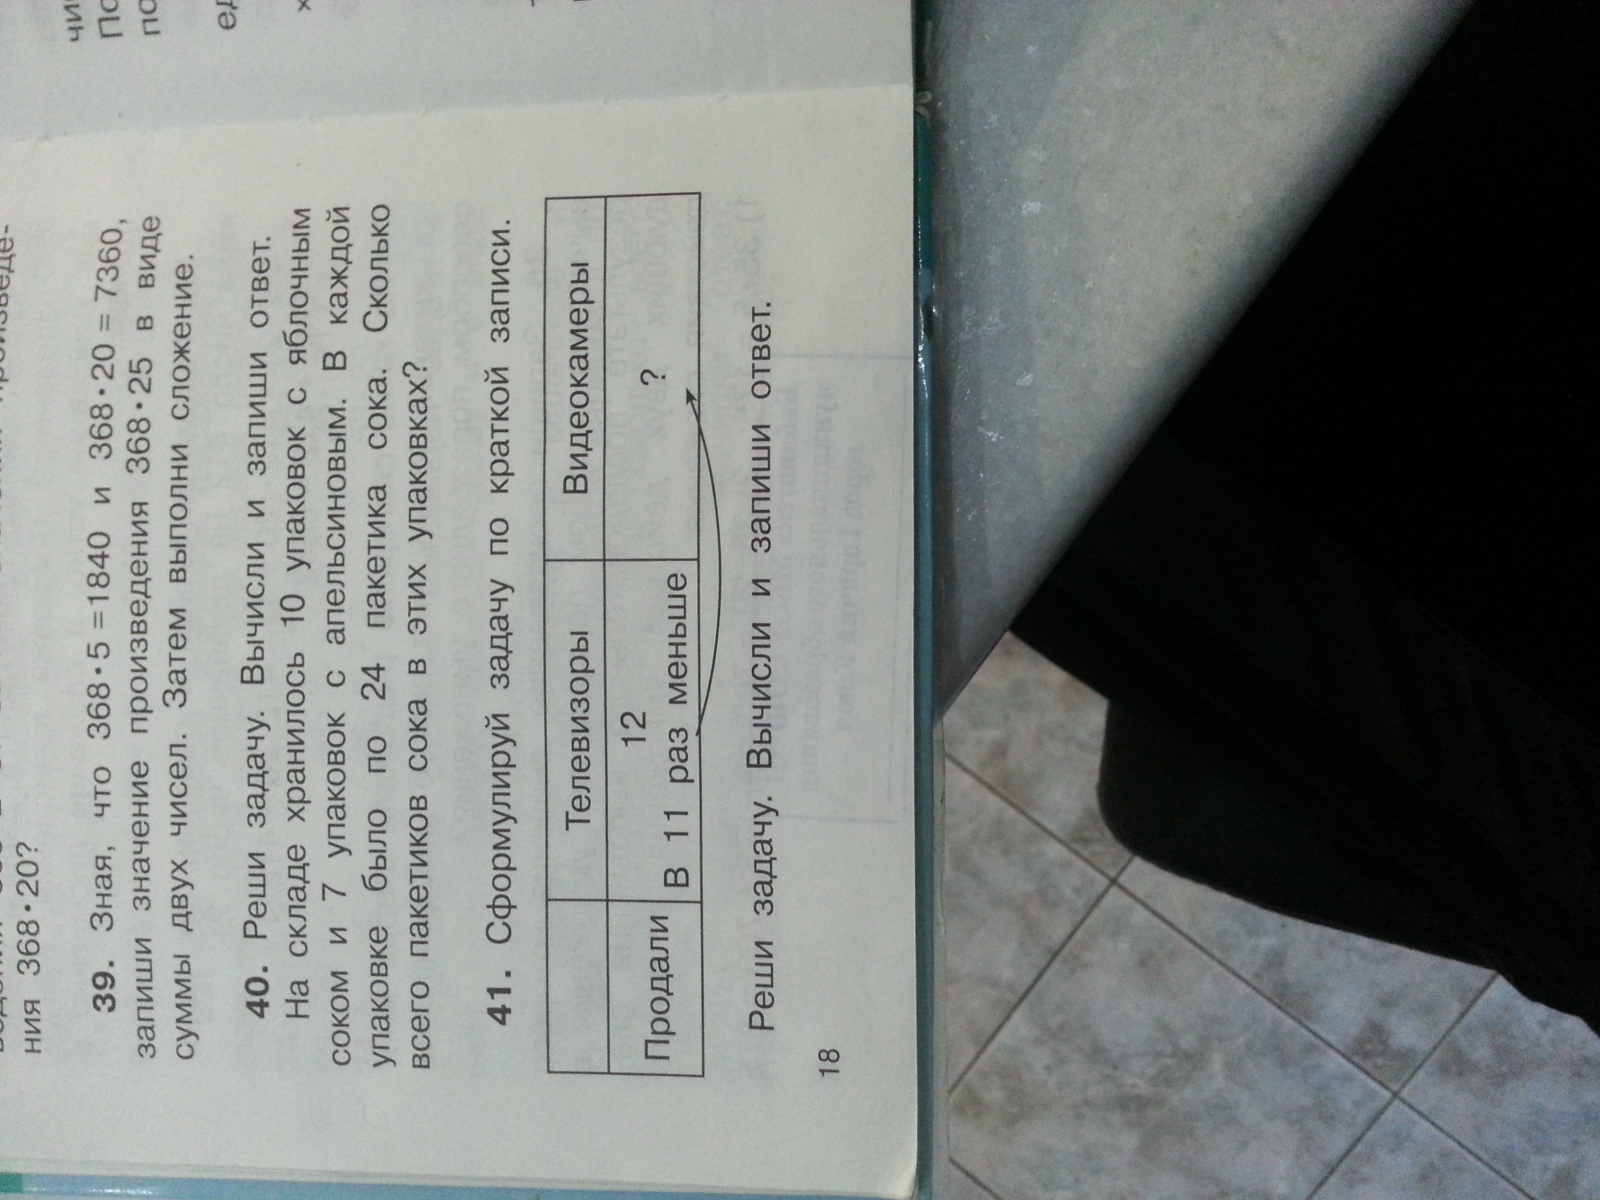 ния 368·20?
39. Зная, что 368·5=1840 и 368·20=7360,
запиши значение произведения 368·25 в виде
суммы двух чисел. Затем выполни сложение.
40. Реши задачу. Вычисли и запиши ответ.
На складе хранилось 10 упаковок с яблочным
соком и 7 упаковок с апельсиновым. В каждой
упаковке было по 24 пакетика сока. Сколько
всего пакетиков сока в этих упаковках?
41. Сформулируй задачу по краткой записи.
Телевизоры Видеокамеры
Продали 12 ?
В 11 раз меньше
Реши задачу. Вычисли и запиши ответ.
18